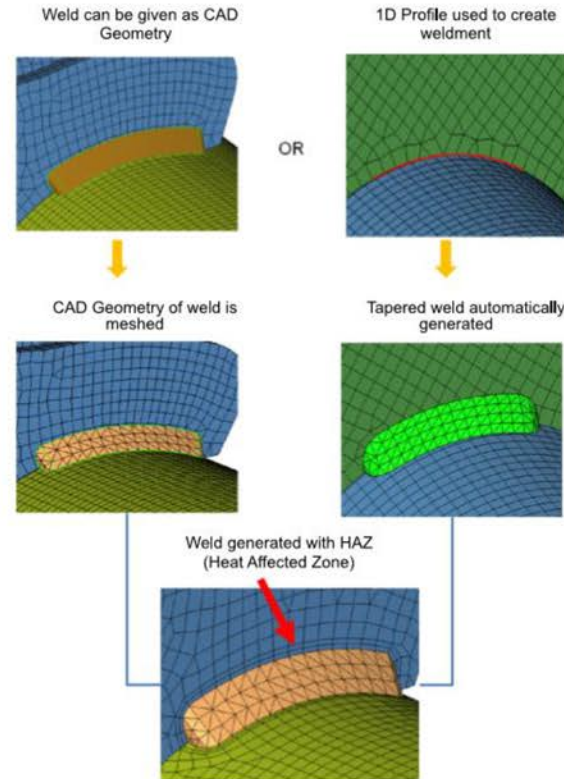 Weld can be given as CAD
Geometry
1D Profile used to create
weldment
OR
CAD Geometry of weld is
meshed
Tapered weld automatically
generated
Weld generated with HAZ
(Heat Affected Zone)